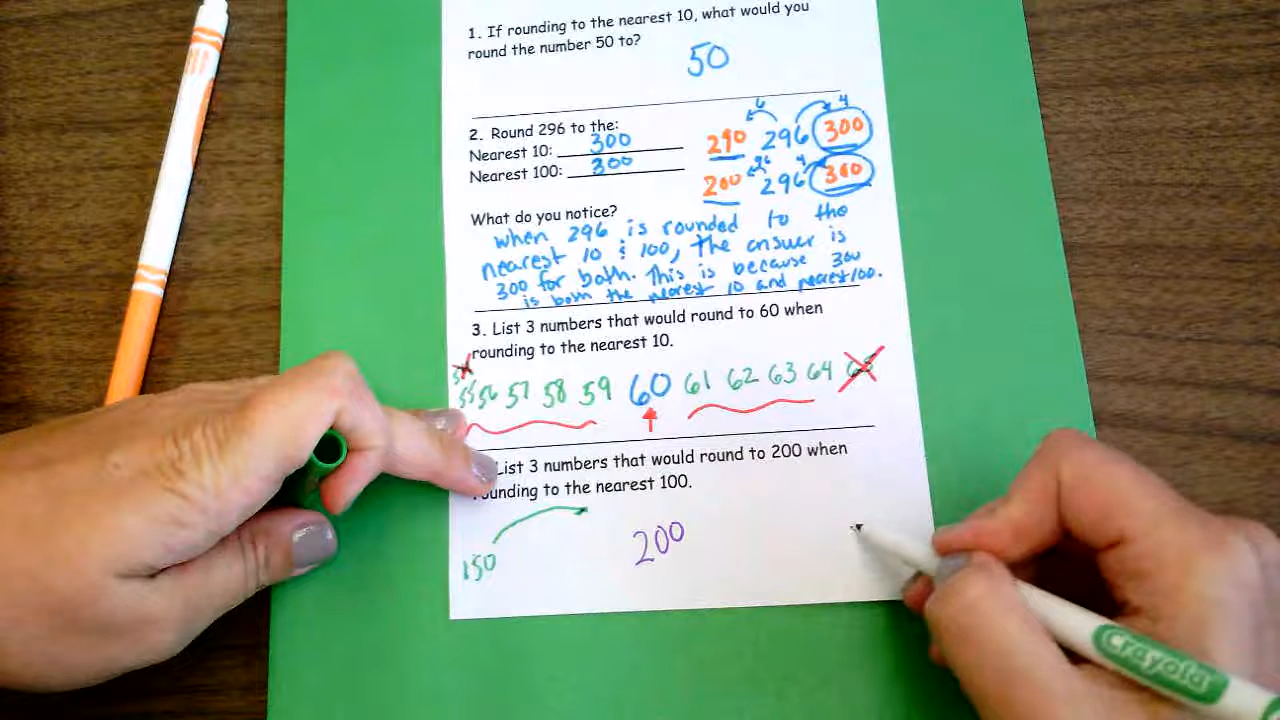 1. If rounding to the nearest 10, what would you
round the number 50 to?
50
2. Round 296 to the:
Nearest 10: 300
Nearest 100: 300
6 4
290 296 300
96 4
200 296 300
What do you notice?
when 296 is rounded to the
nearest 10 & 100, the answer is
300 for both. This is because 300
is both the nearest 10 and nearest 100.
3. List 3 numbers that would round to 60 when
rounding to the nearest 10.
55 56 57 58 59 60 61 62 63 64 65
List 3 numbers that would round to 200 when
rounding to the nearest 100.
150 200
Crayola